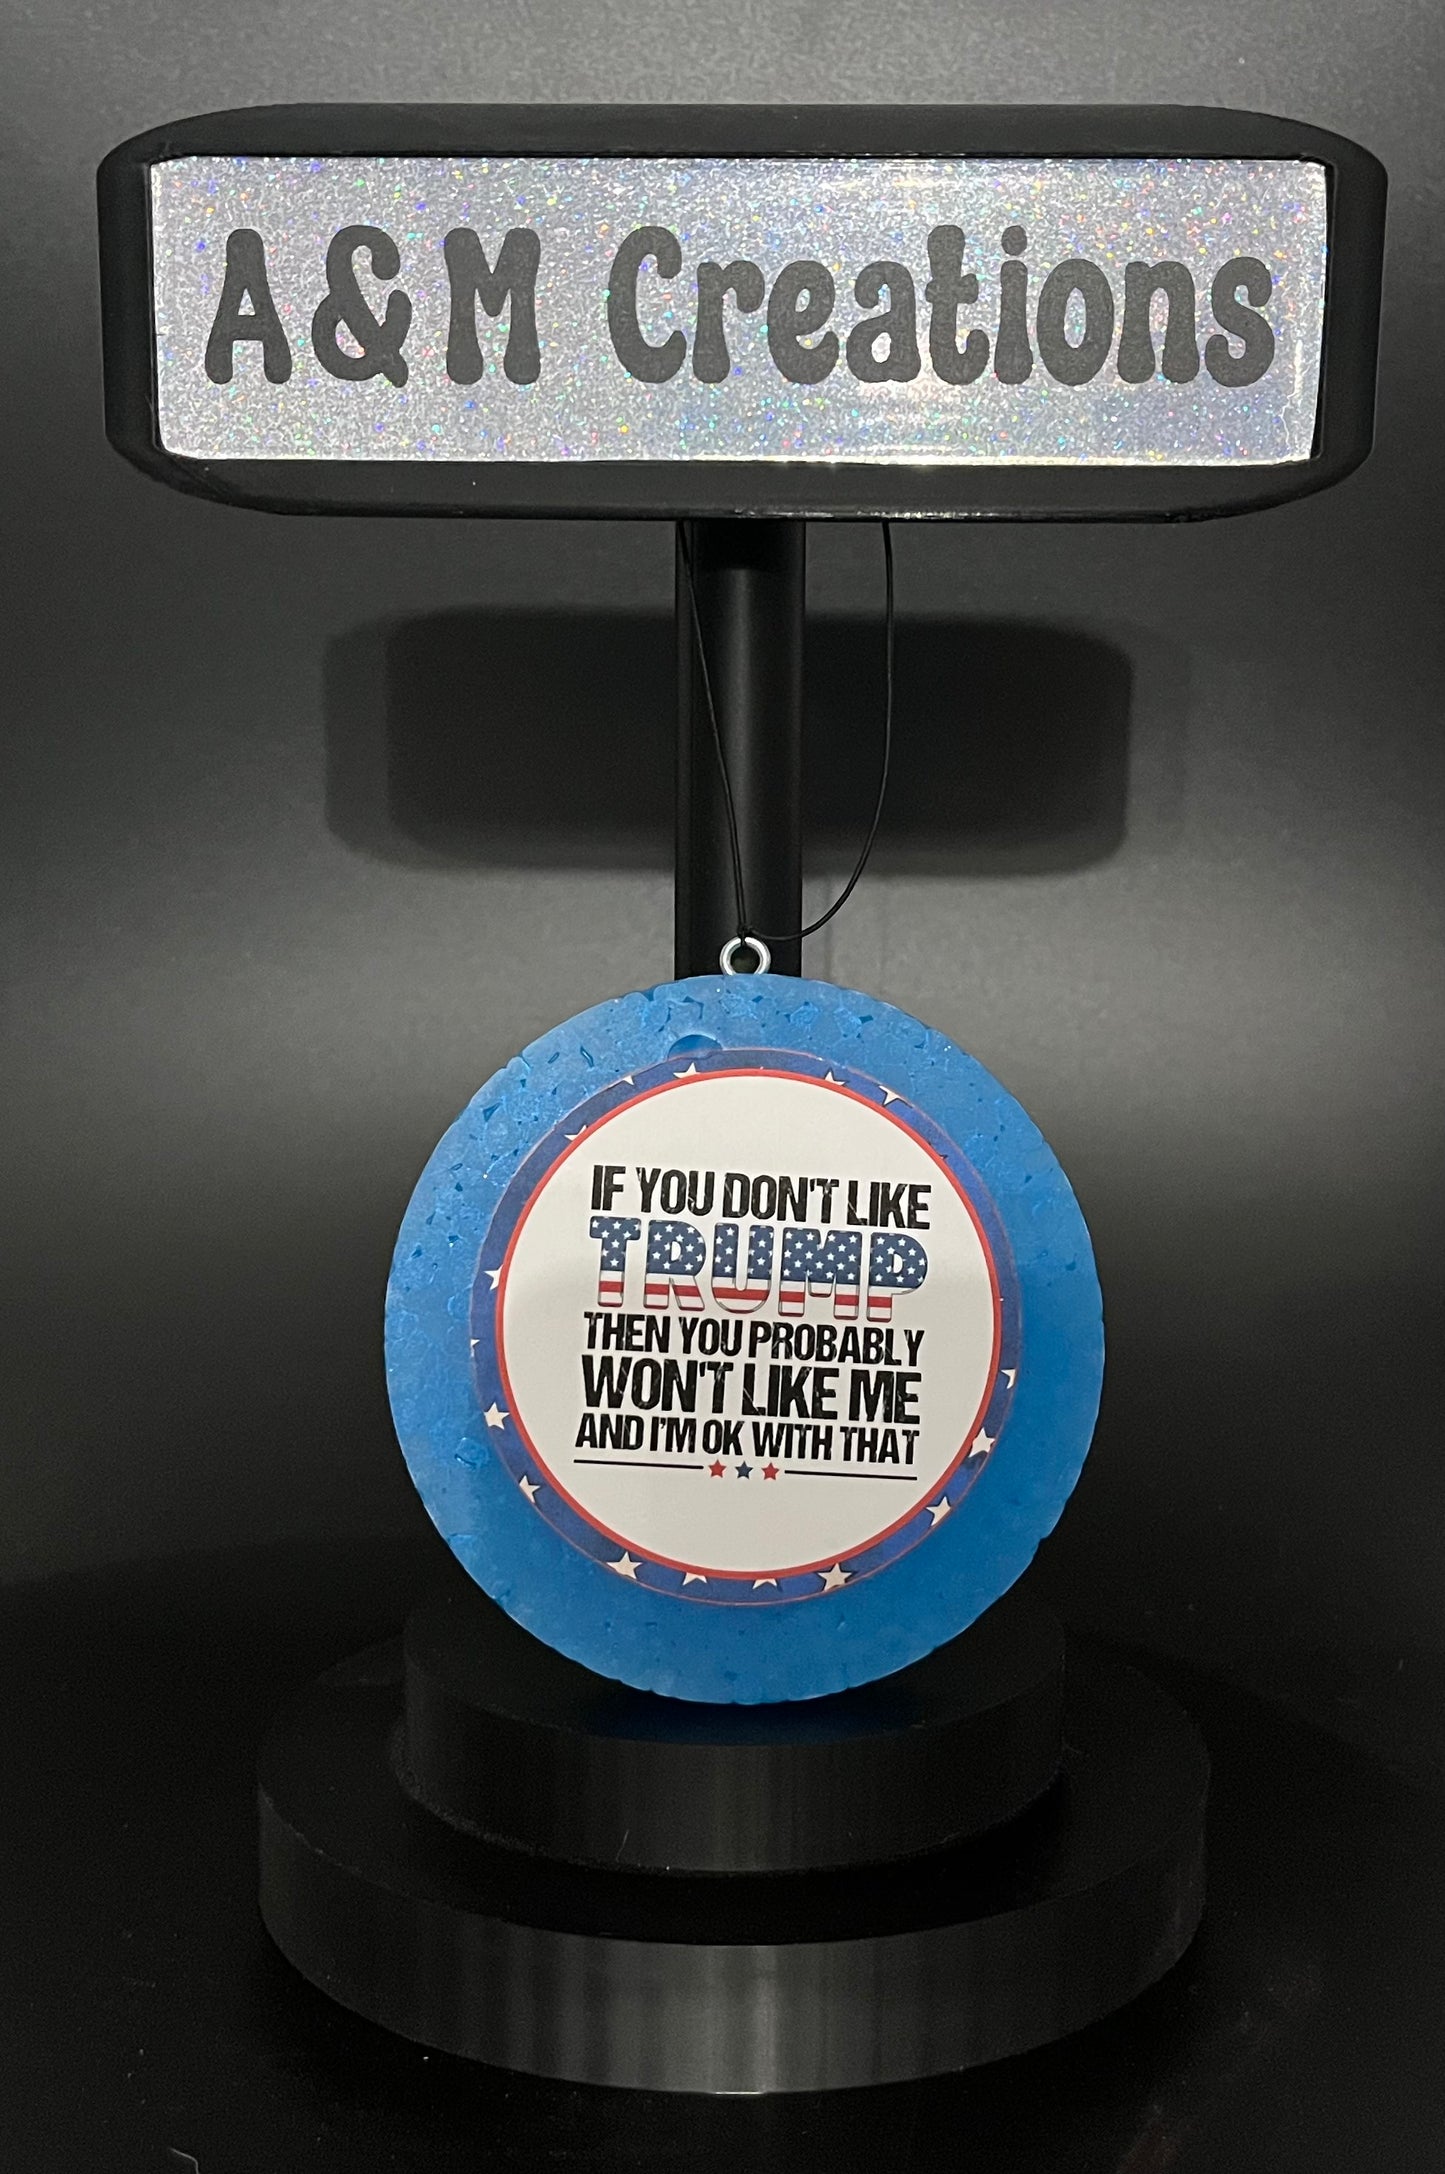 A&M Creations
IF YOU DON'T LIKE
TRUMP
THEN YOU PROBABLY
WON'T LIKE ME
AND I'M OK WITH THAT